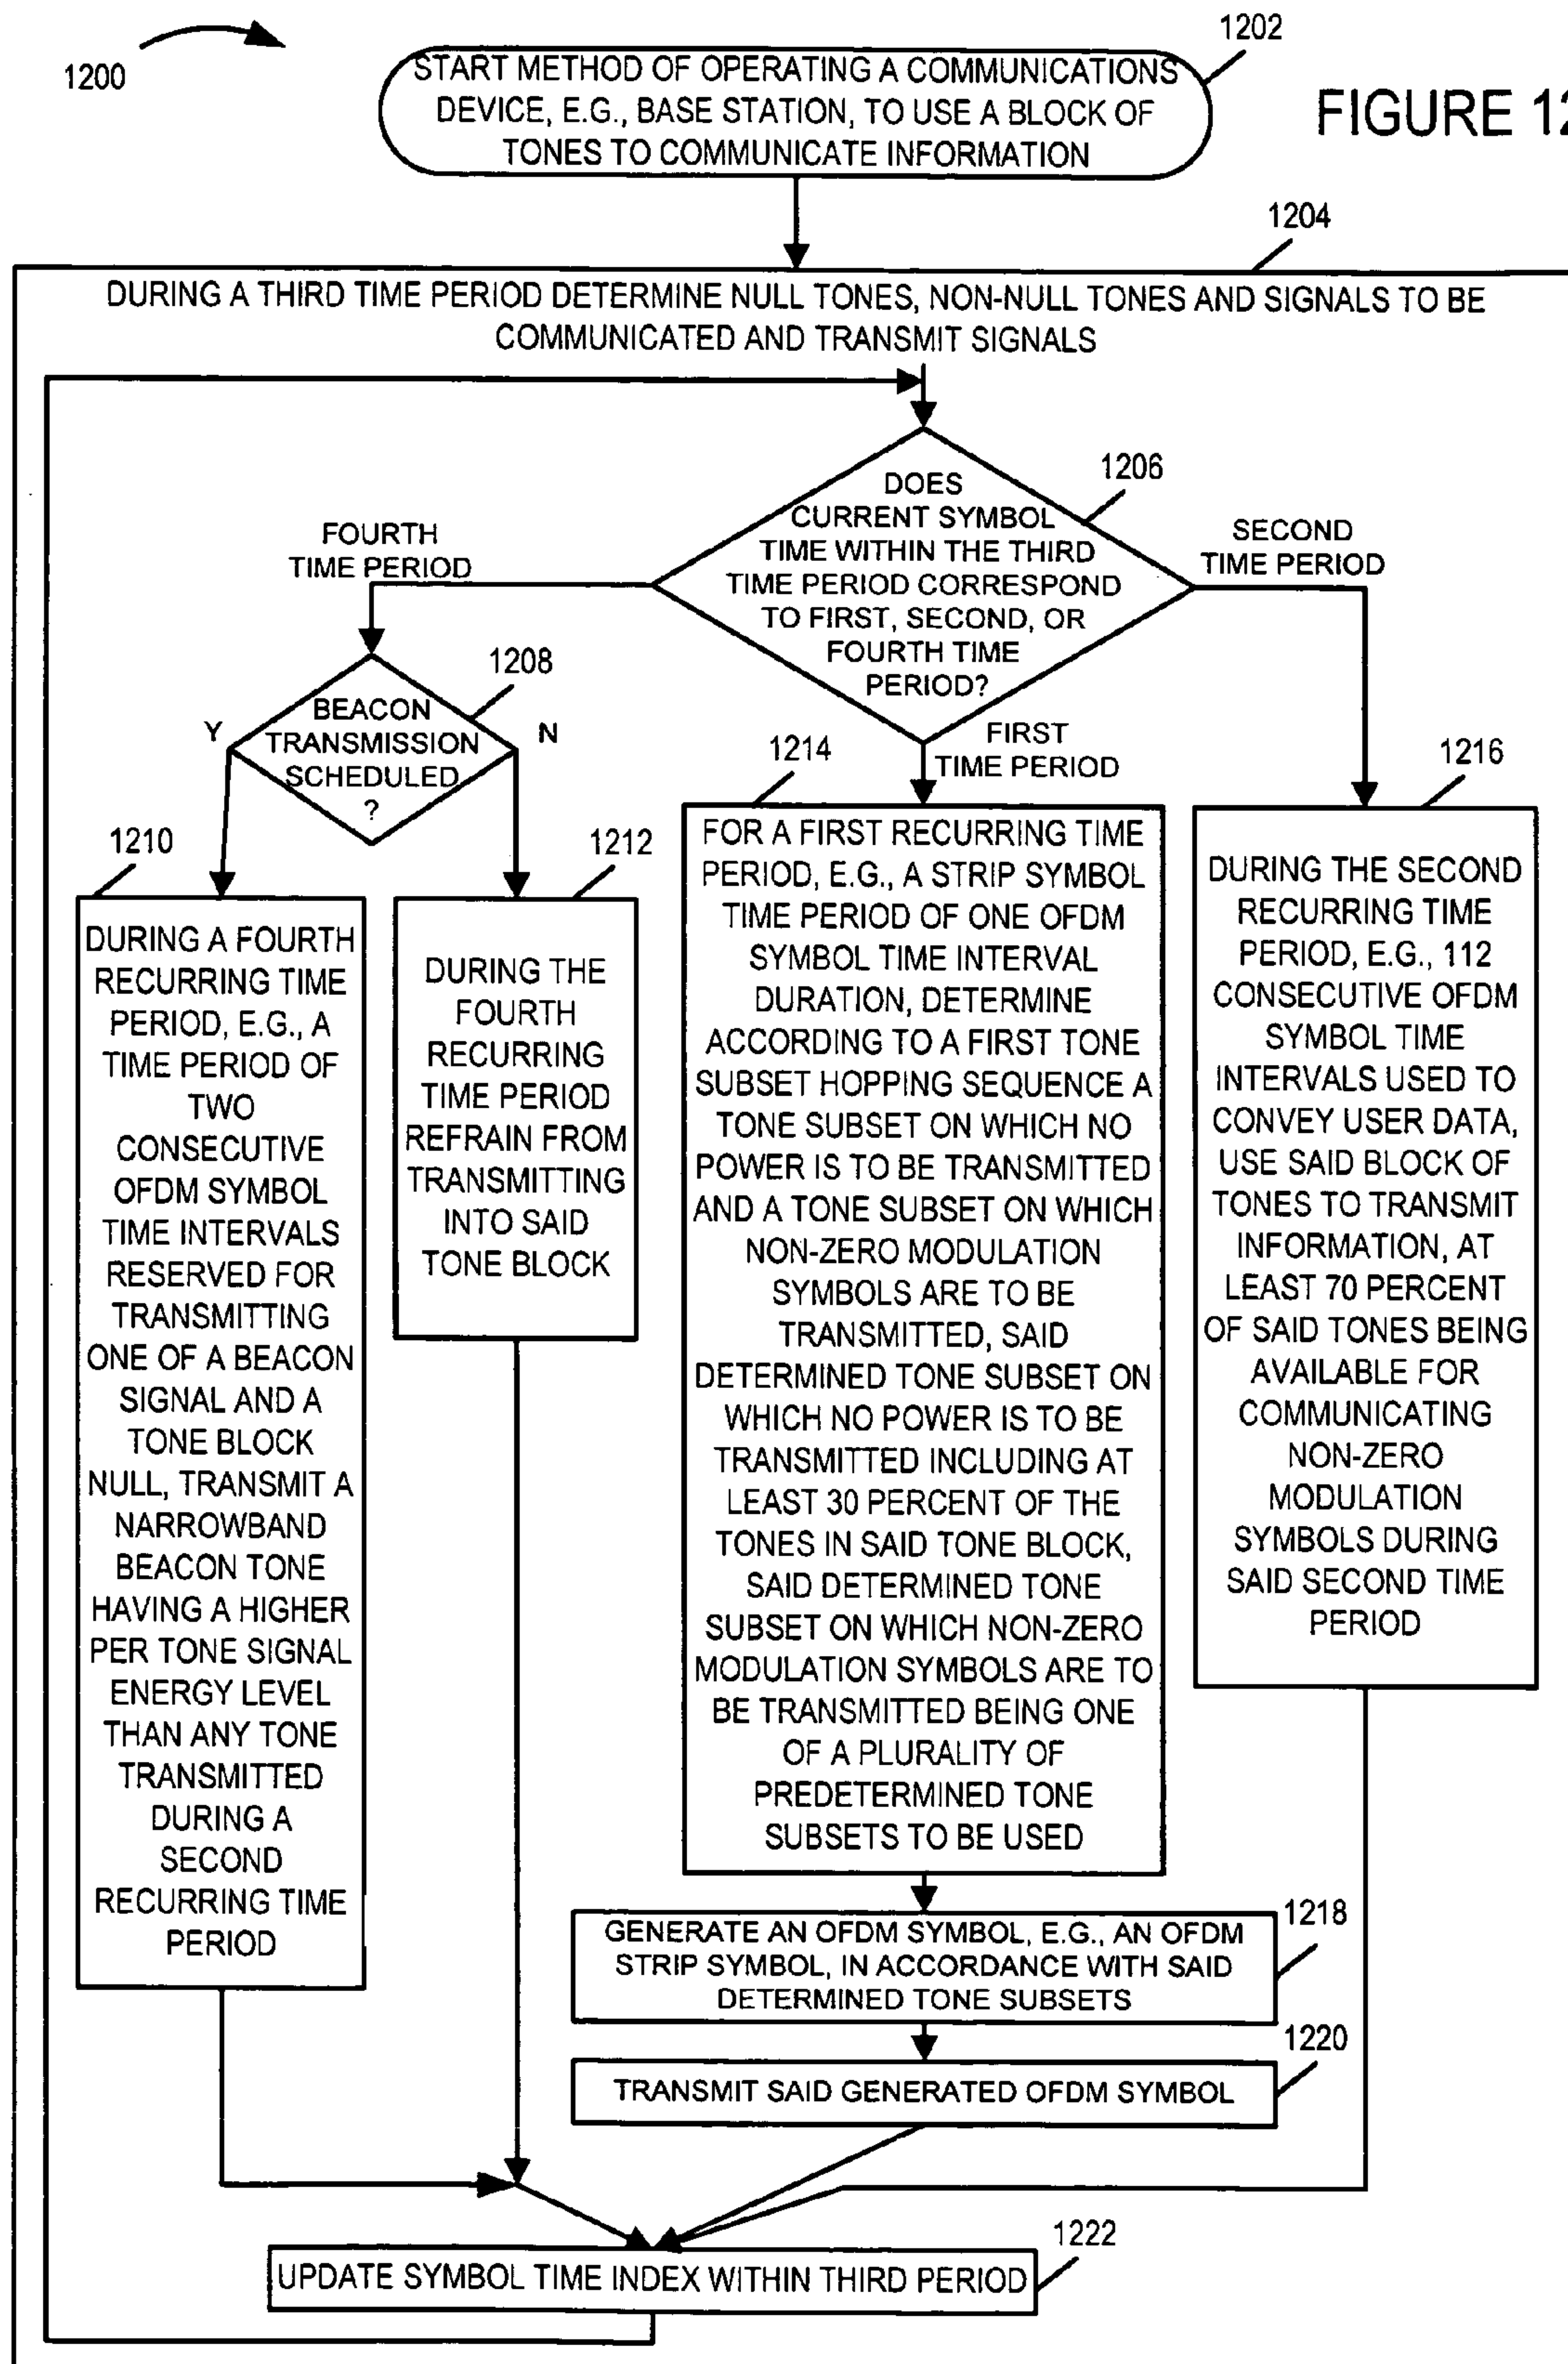 1200
1202
START METHOD OF OPERATING A COMMUNICATIONS
DEVICE, E.G., BASE STATION, TO USE A BLOCK OF
TONES TO COMMUNICATE INFORMATION
FIGURE 12
1204
DURING A THIRD TIME PERIOD DETERMINE NULL TONES, NON-NULL TONES AND SIGNALS TO BE
COMMUNICATED AND TRANSMIT SIGNALS
1206
DOES
CURRENT SYMBOL
TIME WITHIN THE THIRD
TIME PERIOD CORRESPOND
TO FIRST, SECOND, OR
FOURTH TIME
PERIOD?
FOURTH
TIME PERIOD
SECOND
TIME PERIOD
FIRST
TIME PERIOD
1208
BEACON
TRANSMISSION
SCHEDULED
?
Y
N
1210
DURING A FOURTH
RECURRING TIME
PERIOD, E.G., A
TIME PERIOD OF
TWO
CONSECUTIVE
OFDM SYMBOL
TIME INTERVALS
RESERVED FOR
TRANSMITTING
ONE OF A BEACON
SIGNAL AND A
TONE BLOCK
NULL, TRANSMIT A
NARROWBAND
BEACON TONE
HAVING A HIGHER
PER TONE SIGNAL
ENERGY LEVEL
THAN ANY TONE
TRANSMITTED
DURING A
SECOND
RECURRING TIME
PERIOD
1212
DURING THE
FOURTH
RECURRING
TIME PERIOD
REFRAIN FROM
TRANSMITTING
INTO SAID
TONE BLOCK
1214
FOR A FIRST RECURRING TIME
PERIOD, E.G., A STRIP SYMBOL
TIME PERIOD OF ONE OFDM
SYMBOL TIME INTERVAL
DURATION, DETERMINE
ACCORDING TO A FIRST TONE
SUBSET HOPPING SEQUENCE A
TONE SUBSET ON WHICH NO
POWER IS TO BE TRANSMITTED
AND A TONE SUBSET ON WHICH
NON-ZERO MODULATION
SYMBOLS ARE TO BE
TRANSMITTED, SAID
DETERMINED TONE SUBSET ON
WHICH NO POWER IS TO BE
TRANSMITTED INCLUDING AT
LEAST 30 PERCENT OF THE
TONES IN SAID TONE BLOCK,
SAID DETERMINED TONE
SUBSET ON WHICH NON-ZERO
MODULATION SYMBOLS ARE TO
BE TRANSMITTED BEING ONE
OF A PLURALITY OF
PREDETERMINED TONE
SUBSETS TO BE USED
1216
DURING THE SECOND
RECURRING TIME
PERIOD, E.G., 112
CONSECUTIVE OFDM
SYMBOL TIME
INTERVALS USED TO
CONVEY USER DATA,
USE SAID BLOCK OF
TONES TO TRANSMIT
INFORMATION, AT
LEAST 70 PERCENT
OF SAID TONES BEING
AVAILABLE FOR
COMMUNICATING
NON-ZERO
MODULATION
SYMBOLS DURING
SAID SECOND TIME
PERIOD
1218
GENERATE AN OFDM SYMBOL, E.G., AN OFDM
STRIP SYMBOL, IN ACCORDANCE WITH SAID
DETERMINED TONE SUBSETS
1220
TRANSMIT SAID GENERATED OFDM SYMBOL
1222
UPDATE SYMBOL TIME INDEX WITHIN THIRD PERIOD